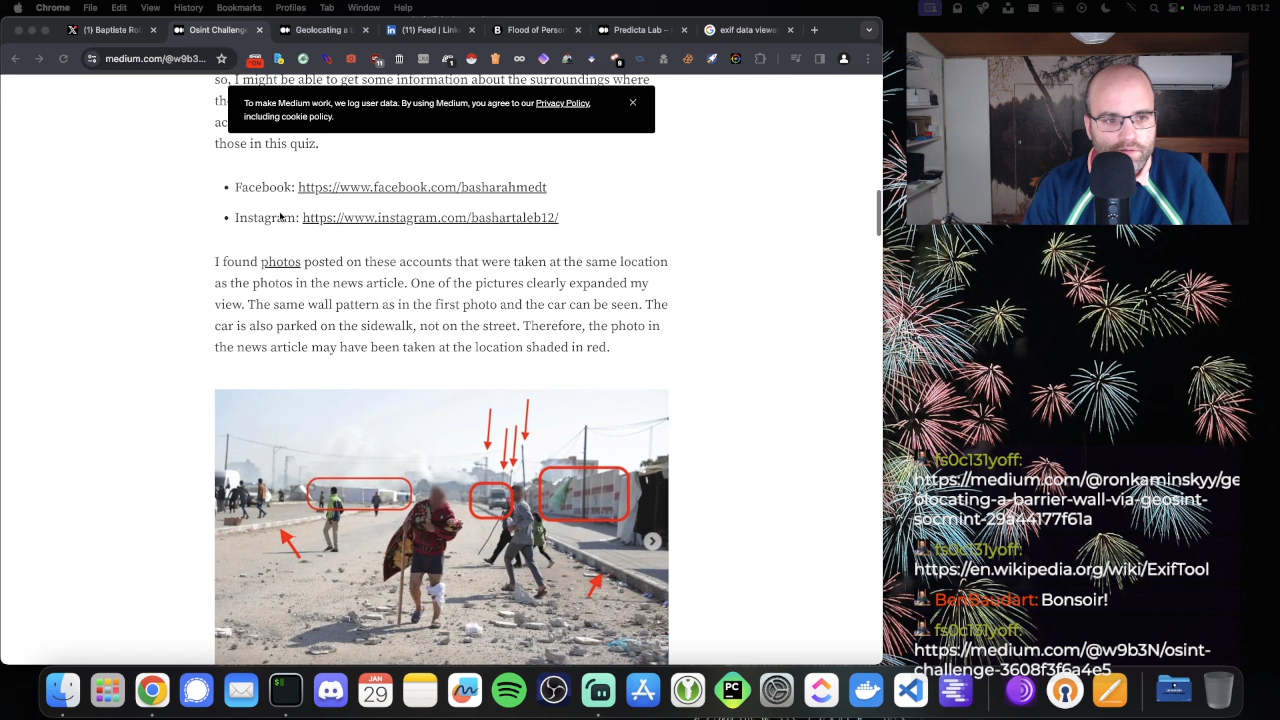 Chrome File Edit View History Bookmarks Profiles Tab Window Help
Mon 29 Jan 18:12
(1) Baptiste Rob
Osint Challenge
Geolocating a b
(11) Feed | Linke
Flood of Person
Predicta Lab –
exif data viewer
medium.com/@w9b3...
so, I might be able to get some information about the surroundings where
To make Medium work, we log user data. By using Medium, you agree to our Privacy Policy,
including cookie policy.
those in this quiz.
• Facebook: https://www.facebook.com/basharahmedt
• Instagram: https://www.instagram.com/bashartaleb12/
I found photos posted on these accounts that were taken at the same location
as the photos in the news article. One of the pictures clearly expanded my
view. The same wall pattern as in the first photo and the car can be seen. The
car is also parked on the sidewalk, not on the street. Therefore, the photo in
the news article may have been taken at the location shaded in red.
fs0c131yoff:
https://medium.com/@ronkaminskyy/ge
olocating-a-barrier-wall-via-geosint-
socmint-29a44177f61a
fs0c131yoff:
https://en.wikipedia.org/wiki/ExifTool
BenBaudart: Bonsoir!
fs0c131yoff:
https://medium.com/@w9b3N/osint-
challenge-3608f3f6a4e5
JAN
29
PC